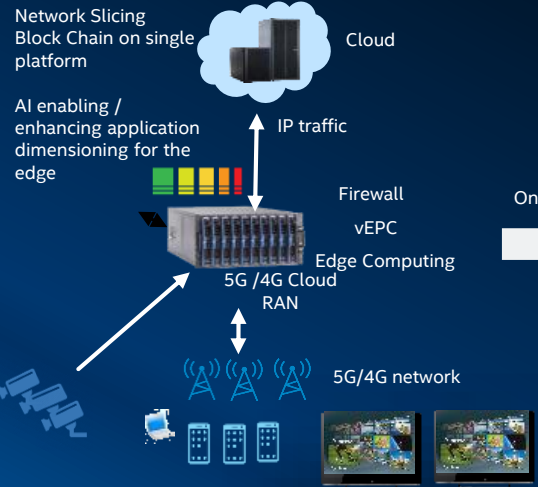 Network Slicing
Block Chain on single
platform
Cloud
AI enabling /
enhancing application
dimensioning for the
edge
IP traffic
Firewall
On
vEPC
Edge Computing
5G /4G Cloud
RAN
5G/4G network